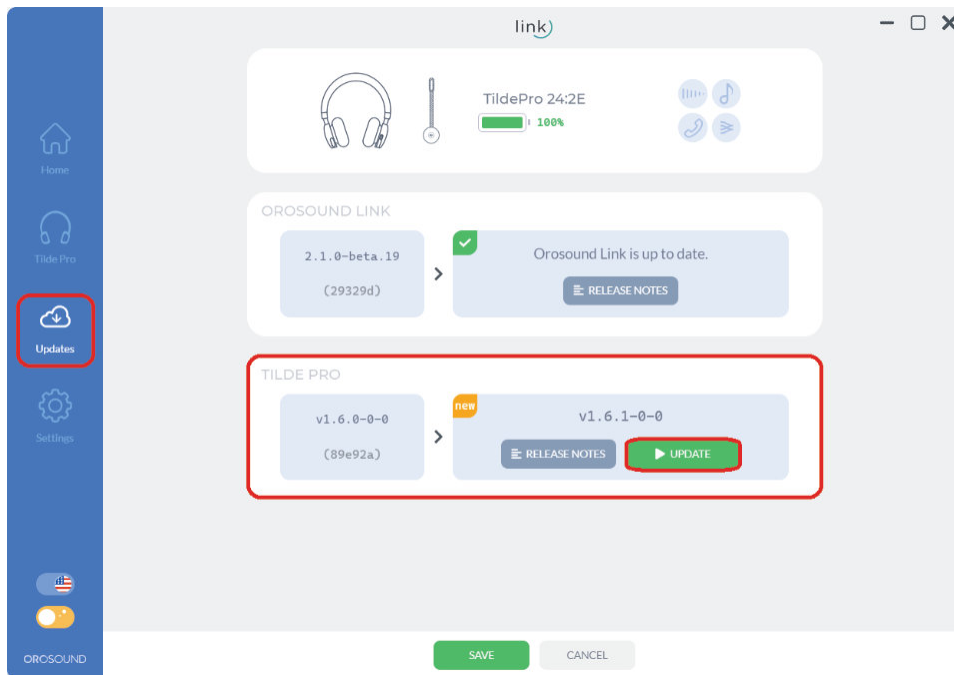 link
TildePro 24:2E
100%
Home
Tilde Pro
Updates
Settings
OROSOUND LINK
2.1.0-beta.19
(29329d)
Orosound Link is up to date.
RELEASE NOTES
TILDE PRO
v1.6.0-0-0
(89e92a)
new
v1.6.1-0-0
RELEASE NOTES
UPDATE
OROSOUND
SAVE
CANCEL